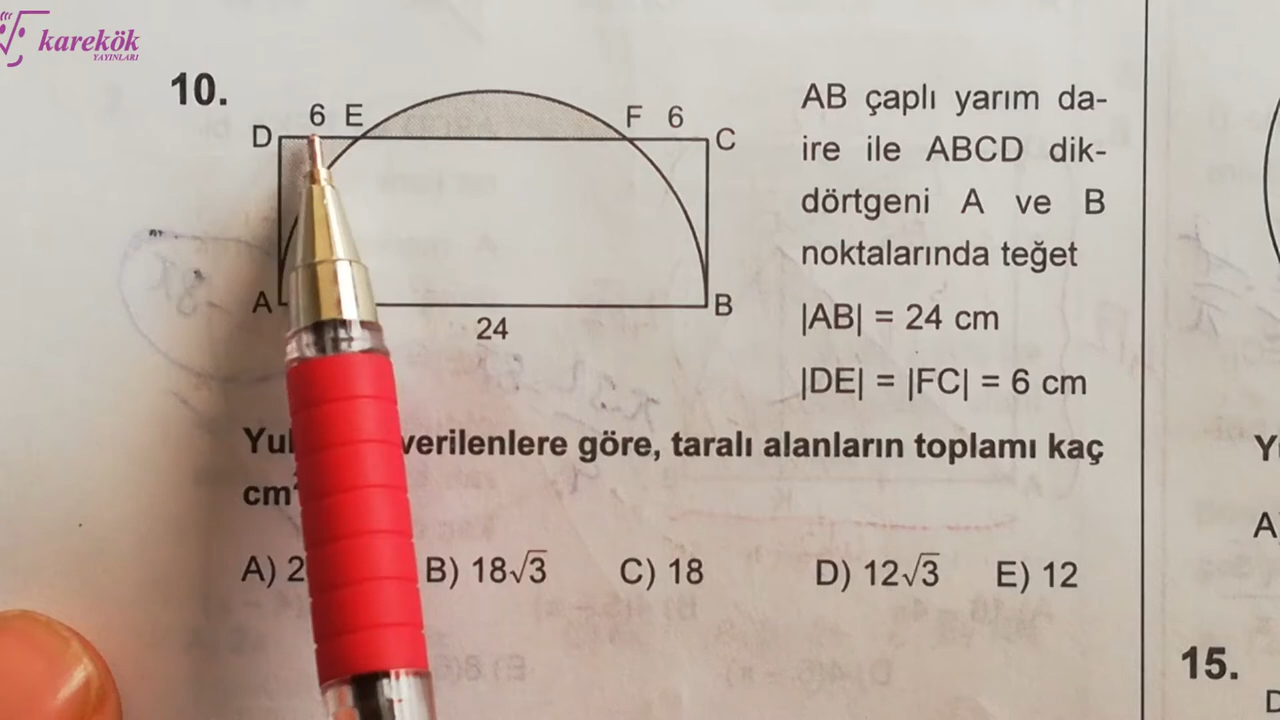 karekök
YAYINLARI
10.
6 E F 6
D C
A B
24
AB çaplı yarım da-
ire ile ABCD dik-
dörtgeni A ve B
noktalarında teğet
|AB| = 24 cm
|DE| = |FC| = 6 cm
verilenlere göre, taralı alanların toplamı kaç
cm
A) 2 B) 18√3 C) 18 D) 12√3 E) 12
15.